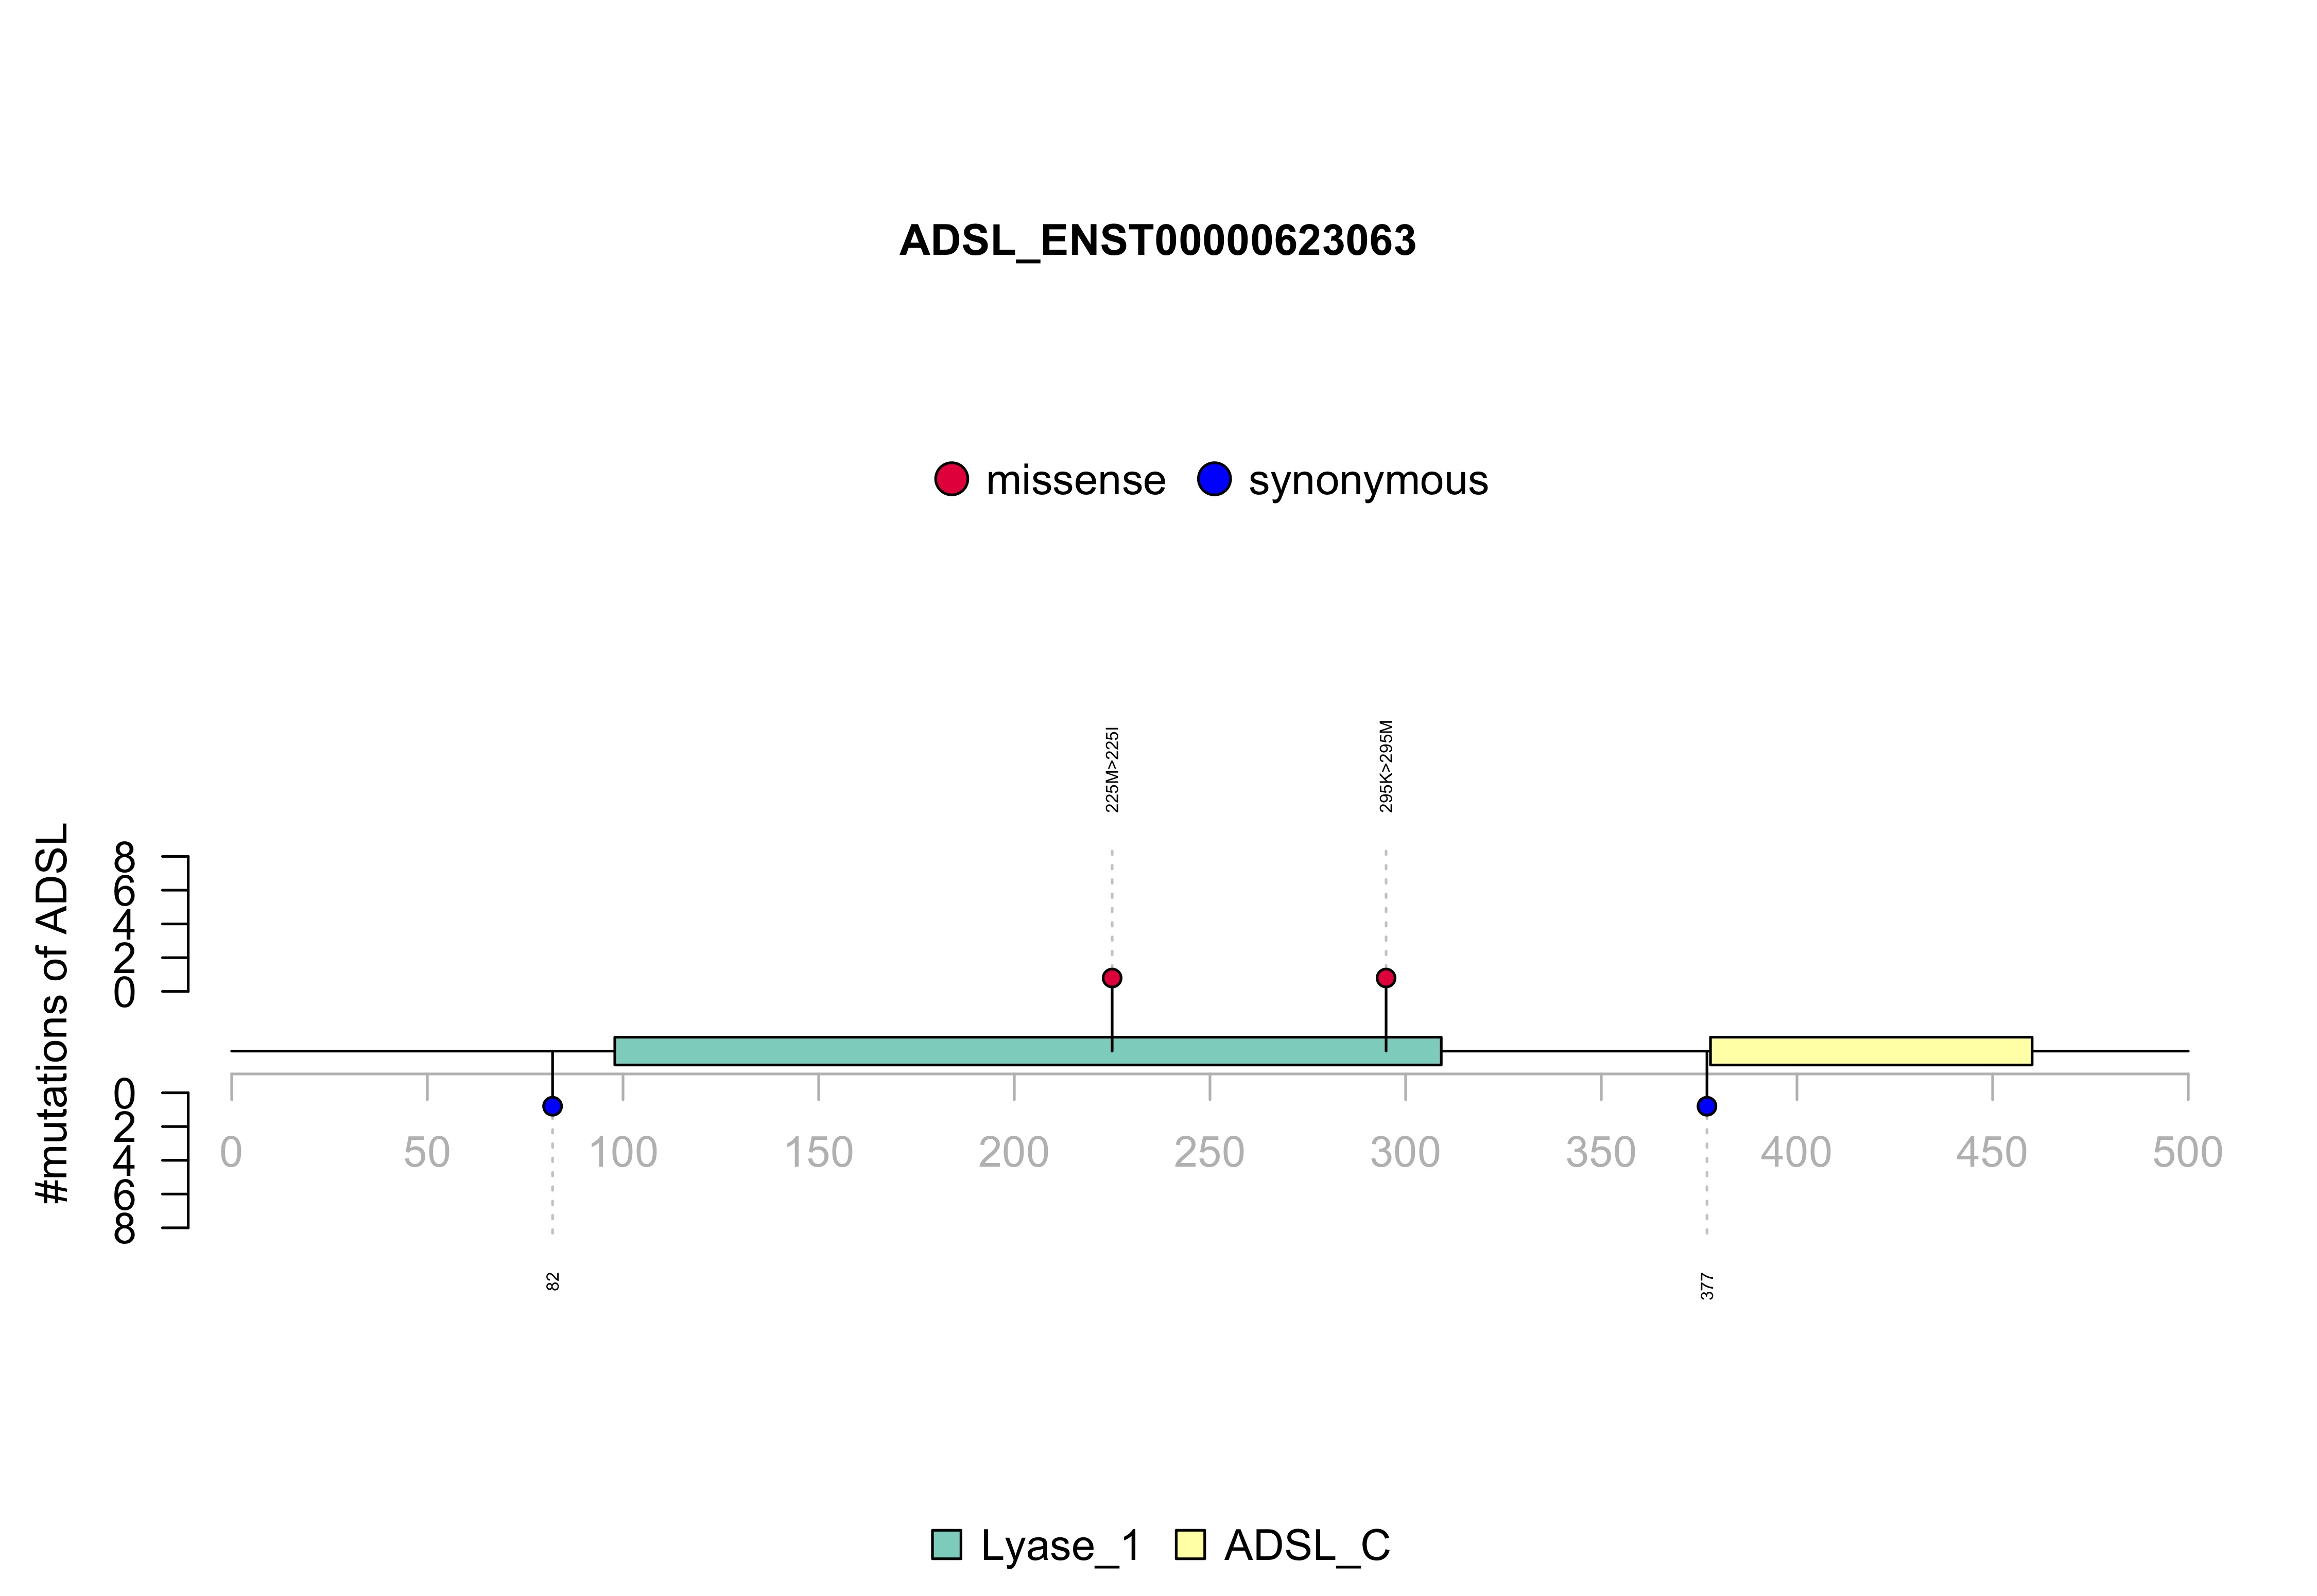 ADSL_ENST00000623063
missense synonymous
225M>225I
295K>295M
#mutations of ADSL
8
6
4
2
0
0
2
4
6
8
0 50 100 150 200 250 300 350 400 450 500
82
377
Lyase_1 ADSL_C